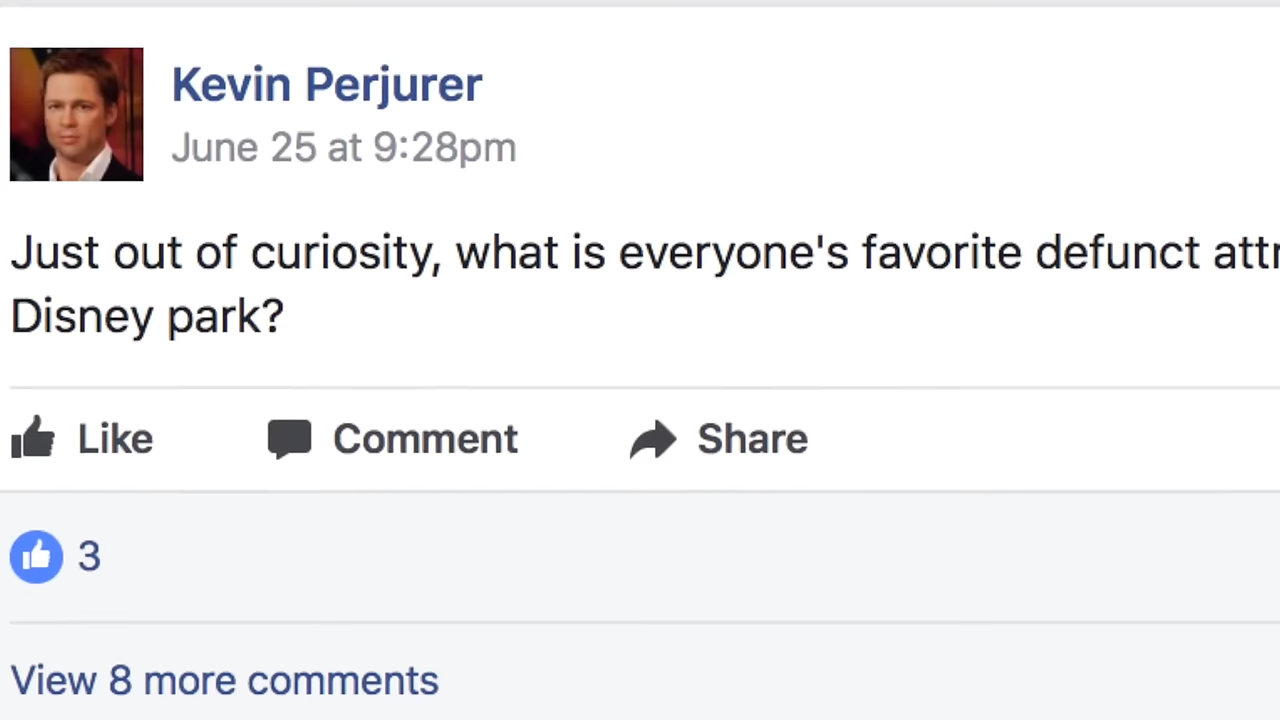 Kevin Perjurer
June 25 at 9:28pm
Just out of curiosity, what is everyone's favorite defunct
Disney park?
Like Comment Share
3
View 8 more comments